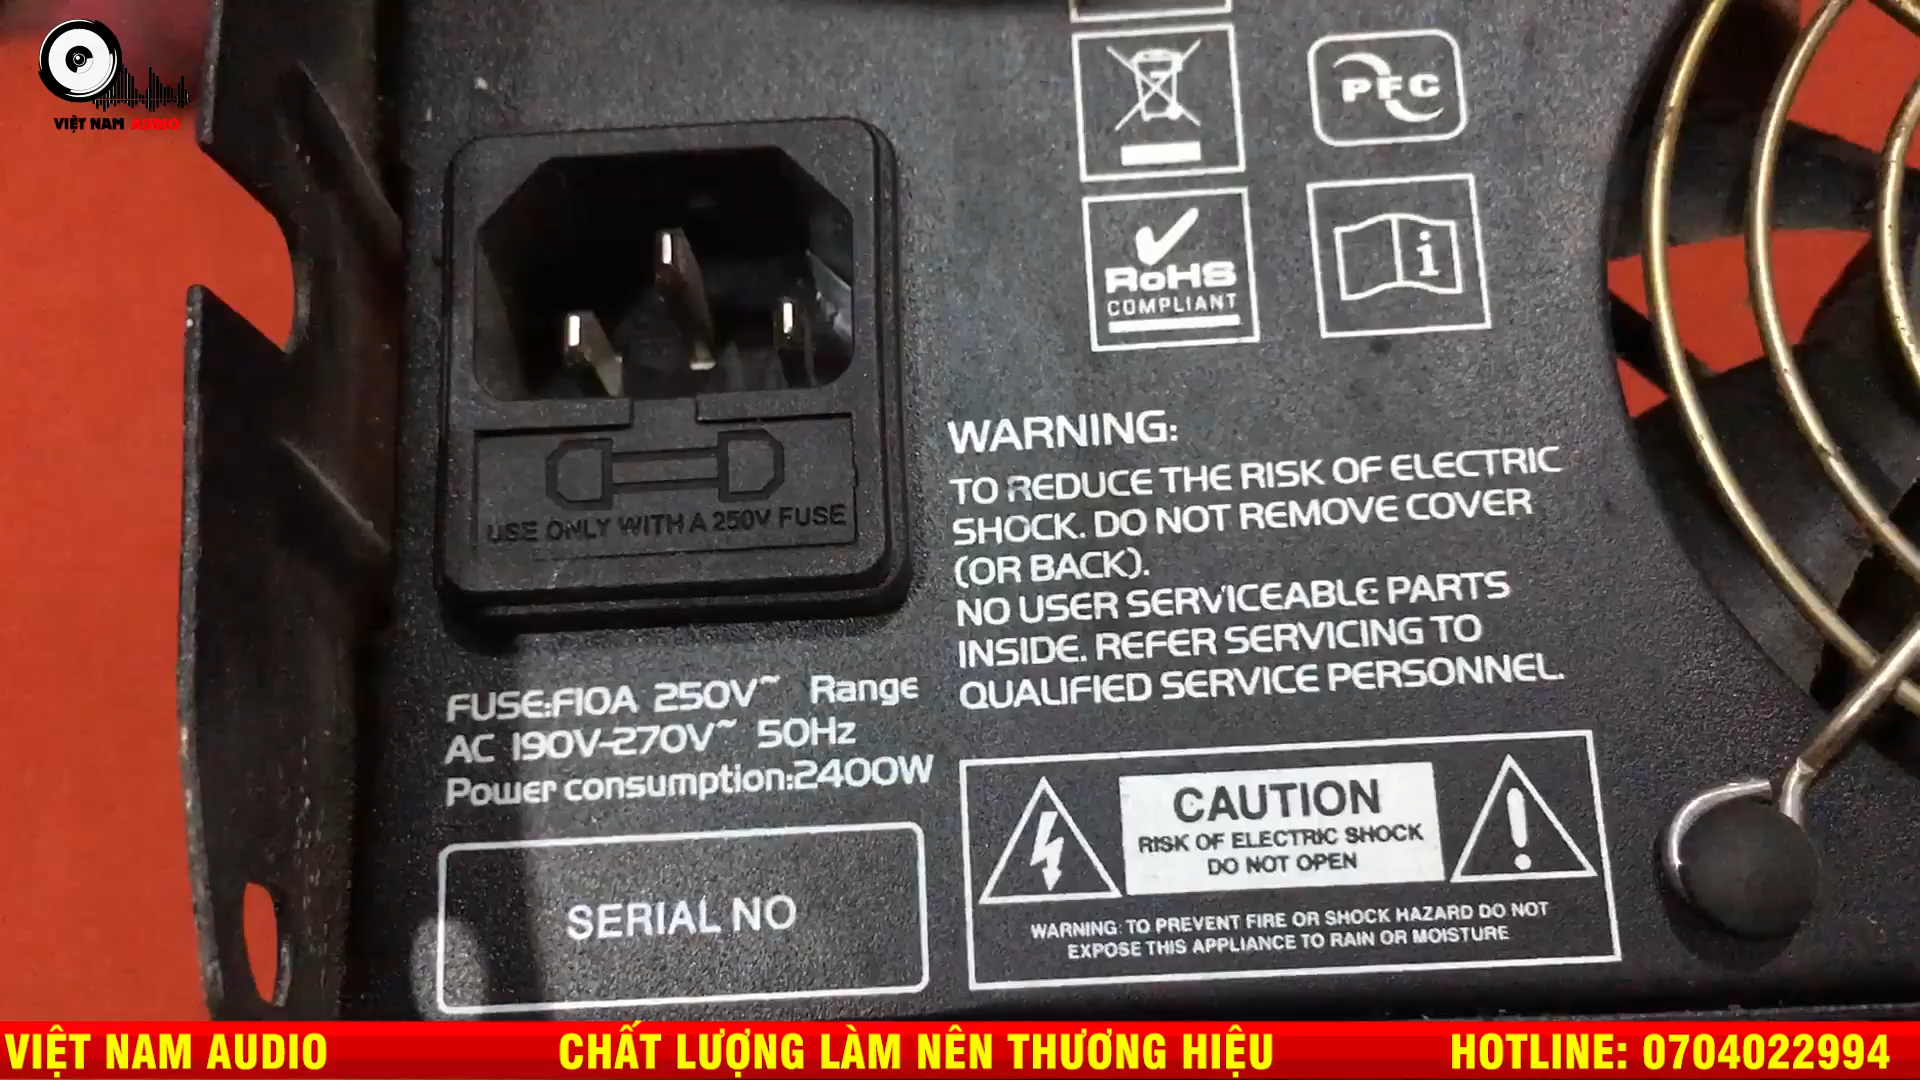 VIỆT NAM AUDIO
PFC
RoHS
COMPLIANT
i
USE ONLY WITH A 250V FUSE
WARNING:
TO REDUCE THE RISK OF ELECTRIC
SHOCK. DO NOT REMOVE COVER
(OR BACK).
NO USER SERVICEABLE PARTS
INSIDE. REFER SERVICING TO
QUALIFIED SERVICE PERSONNEL.
FUSE:F10A 250V~ Range
AC 190V-270V~ 50Hz
Power consumption:2400W
SERIAL NO
CAUTION
RISK OF ELECTRIC SHOCK
DO NOT OPEN
WARNING: TO PREVENT FIRE OR SHOCK HAZARD DO NOT
EXPOSE THIS APPLIANCE TO RAIN OR MOISTURE
VIỆT NAM AUDIO
CHẤT LƯỢNG LÀM NÊN THƯƠNG HIỆU
HOTLINE: 0704022994